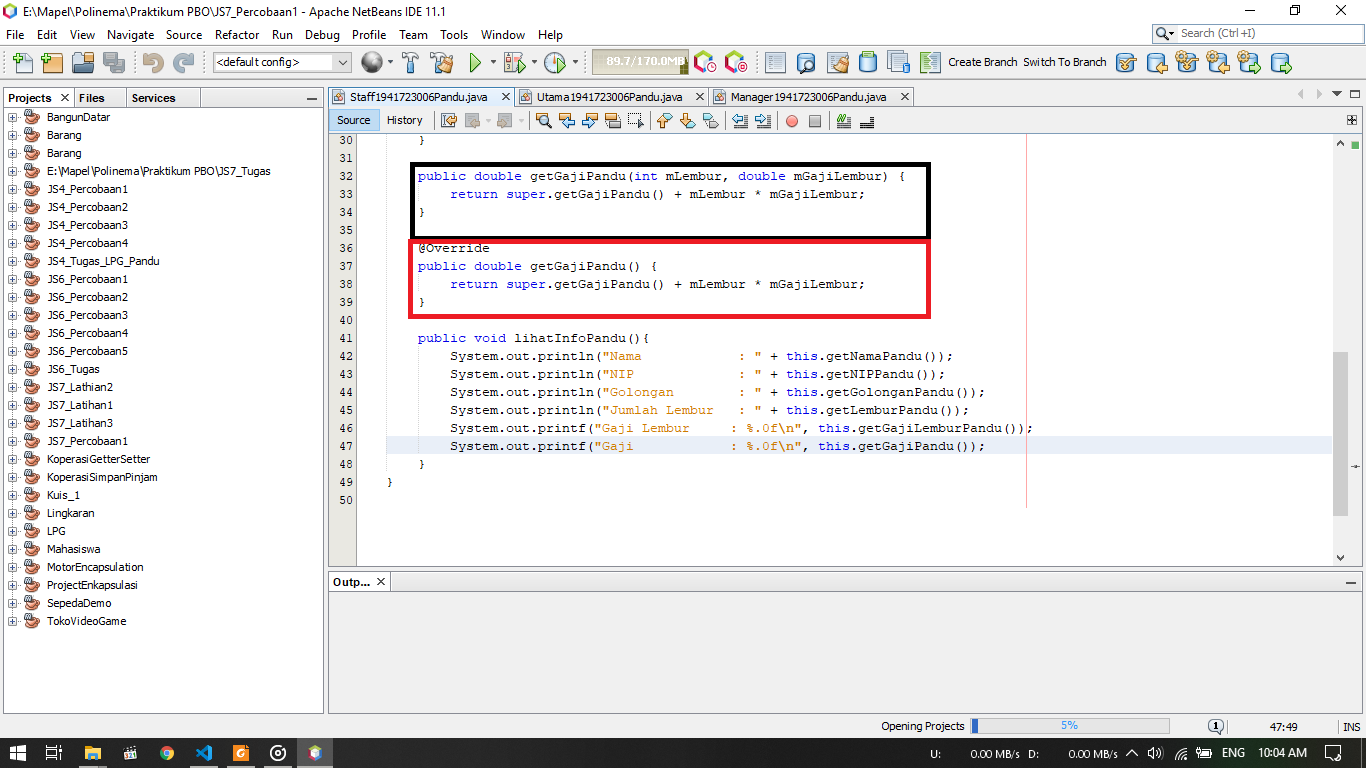 E:\Mapel\Polinema\Praktikum PBO\JS7_Percobaan1 - Apache NetBeans IDE 11.1
File Edit View Navigate Source Refactor Run Debug Profile Team Tools Window Help
Search (Ctrl +I)
<default config>
89.7/170.0MB
Create Branch Switch To Branch
Projects
Files
Services
BangunDatar
Barang
Barang
E:\Mapel\Polinema\Praktikum PBO\JS7_Tugas
JS4_Percobaan1
JS4_Percobaan2
JS4_Percobaan3
JS4_Percobaan4
JS4_Tugas_LPG_Pandu
JS6_Percobaan1
JS6_Percobaan2
JS6_Percobaan3
JS6_Percobaan4
JS6_Percobaan5
JS6_Tugas
JS7_Lathian2
JS7_Latihan1
JS7_Latihan3
JS7_Percobaan1
KoperasiGetterSetter
KoperasiSimpanPinjam
Kuis_1
Lingkaran
LPG
Mahasiswa
MotorEncapsulation
ProjectEnkapsulasi
SepedaDemo
TokoVideoGame
Staff1941723006Pandu.java
Utama1941723006Pandu.java
Manager1941723006Pandu.java
Source History
30 }
31
32 public double getGajiPandu(int mLembur, double mGajiLembur) {
33 return super.getGajiPandu() + mLembur * mGajiLembur;
34 }
35
36 @Override
37 public double getGajiPandu() {
38 return super.getGajiPandu() + mLembur * mGajiLembur;
39 }
40
41 public void lihatInfoPandu(){
42 System.out.println("Nama : " + this.getNamaPandu());
43 System.out.println("NIP : " + this.getNIPPandu());
44 System.out.println("Golongan : " + this.getGolonganPandu());
45 System.out.println("Jumlah Lembur : " + this.getLemburPandu());
46 System.out.printf("Gaji Lembur : %.0f\n", this.getGajiLemburPandu());
47 System.out.printf("Gaji : %.0f\n", this.getGajiPandu());
48 }
49 }
50
Outp...
Opening Projects 5% 1 47:49 INS
U: 0.00 MB/s D: 0.00 MB/s ENG 10:04 AM